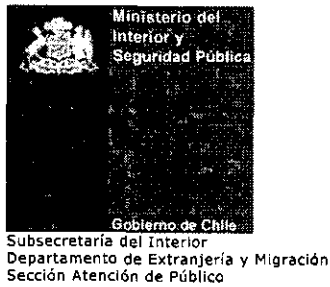 Ministerio del
Interior y
Seguridad Pública
Gobierno de Chile
Subsecretaría del Interior
Departamento de Extranjería y Migración
Sección Atención de Público